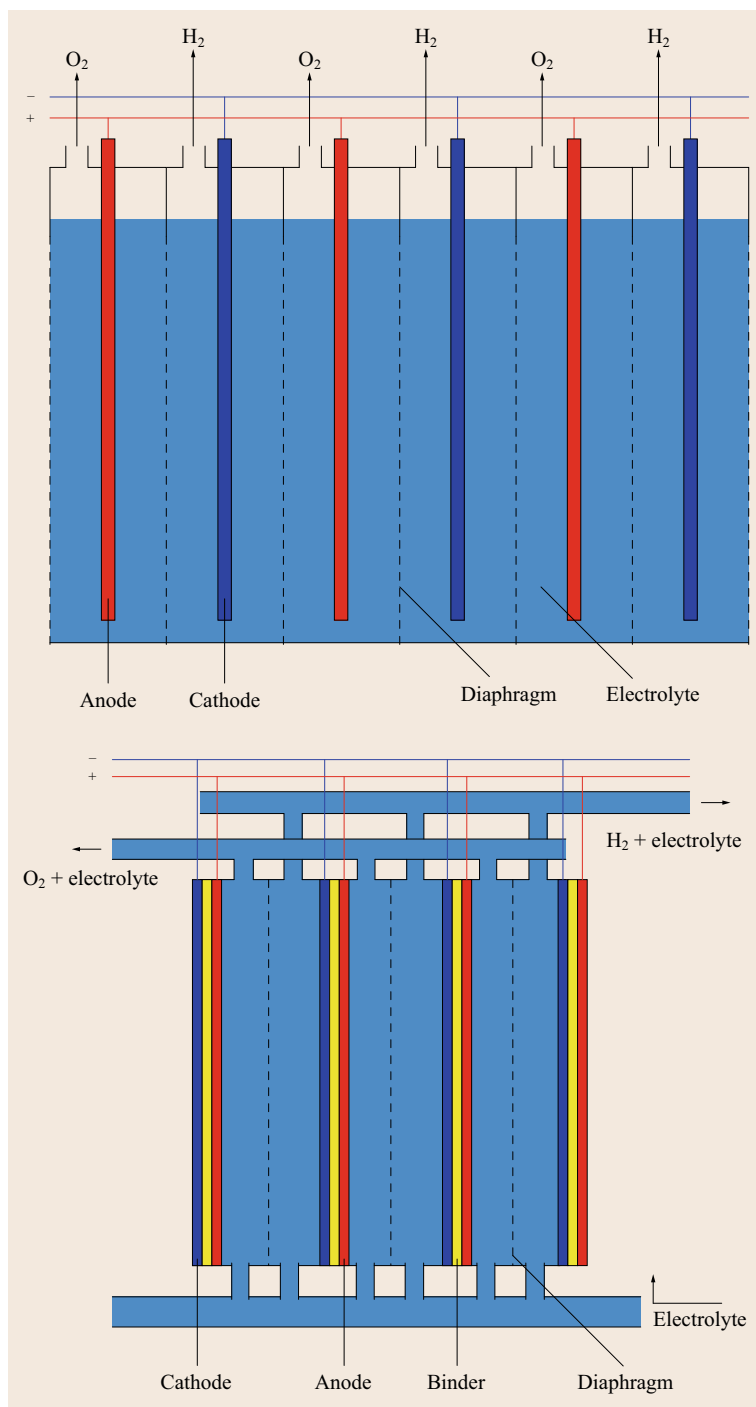 H₂ H₂ H₂
O₂ O₂ O₂
−
+
Anode Cathode Diaphragm Electrolyte
−
+
H₂ + electrolyte
O₂ + electrolyte
Electrolyte
Cathode Anode Binder Diaphragm